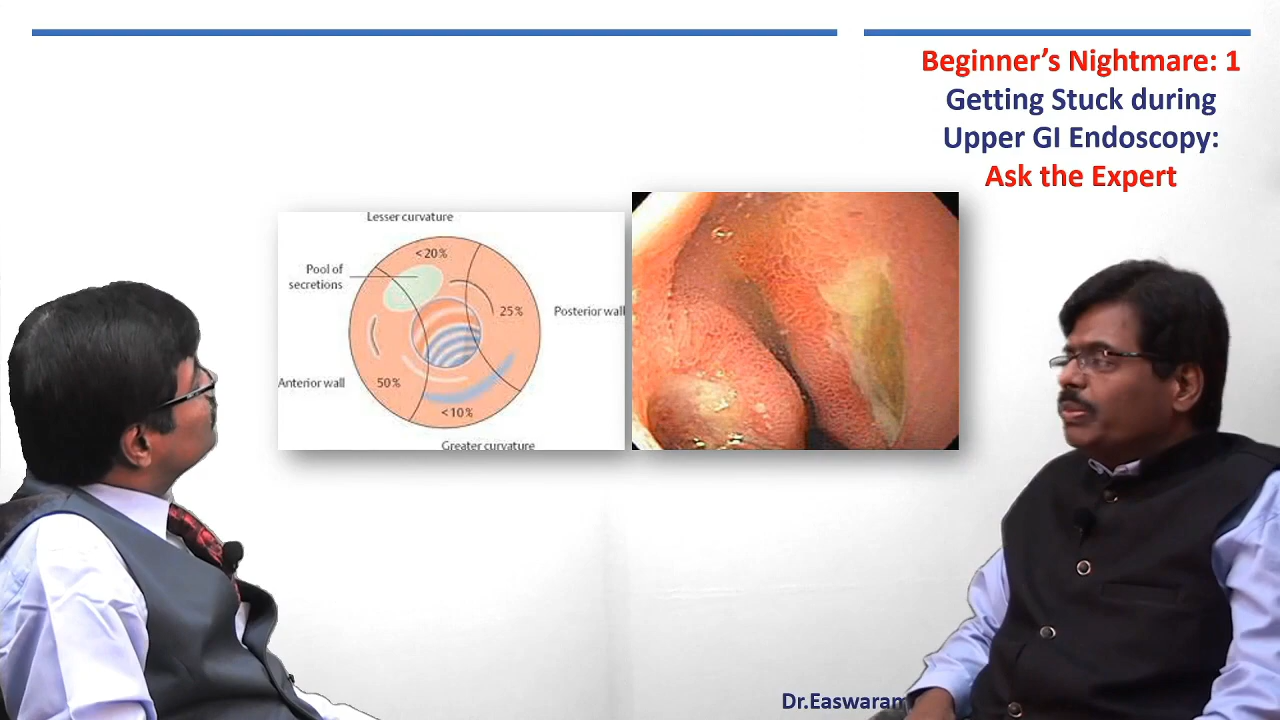 Beginner's Nightmare: 1
Getting Stuck during
Upper GI Endoscopy:
Ask the Expert
Lesser curvature
<20%
Pool of
secretions
25%
Posterior wall
Anterior wall
50%
<10%
Greater curvature
Dr.Easwaram